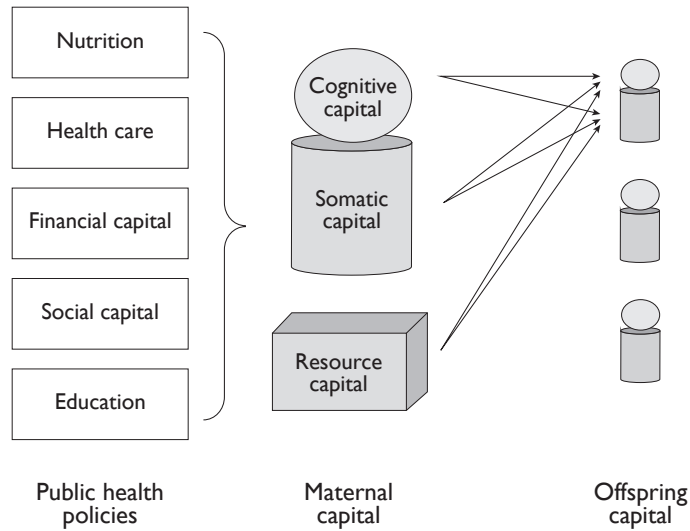 Nutrition
Health care
Financial capital
Social capital
Education
Cognitive
capital
Somatic
capital
Resource
capital
Public health
policies
Maternal
capital
Offspring
capital